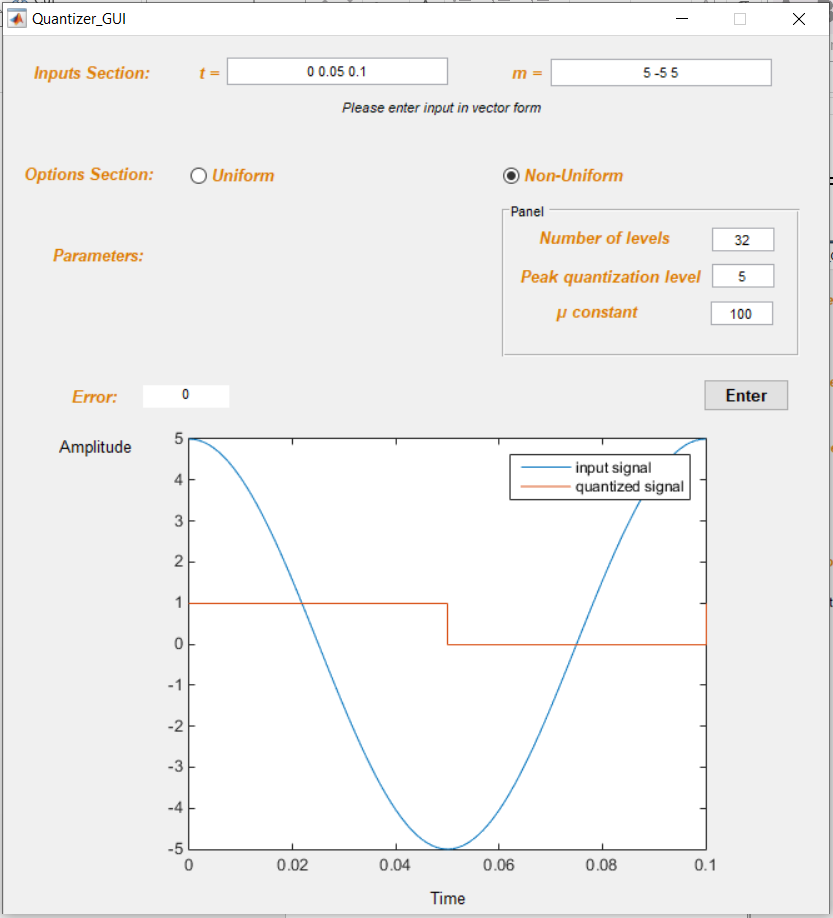 Quantizer_GUI
Inputs Section: t = 0 0.05 0.1 m = 5 -5 5
Please enter input in vector form
Options Section: Uniform Non-Uniform
Panel
Number of levels 32
Parameters:
Peak quantization level 5
µ constant 100
Error: 0 Enter
Amplitude
5
input signal
quantized signal
4
3
2
1
0
-1
-2
-3
-4
-5
0 0.02 0.04 0.06 0.08 0.1
Time